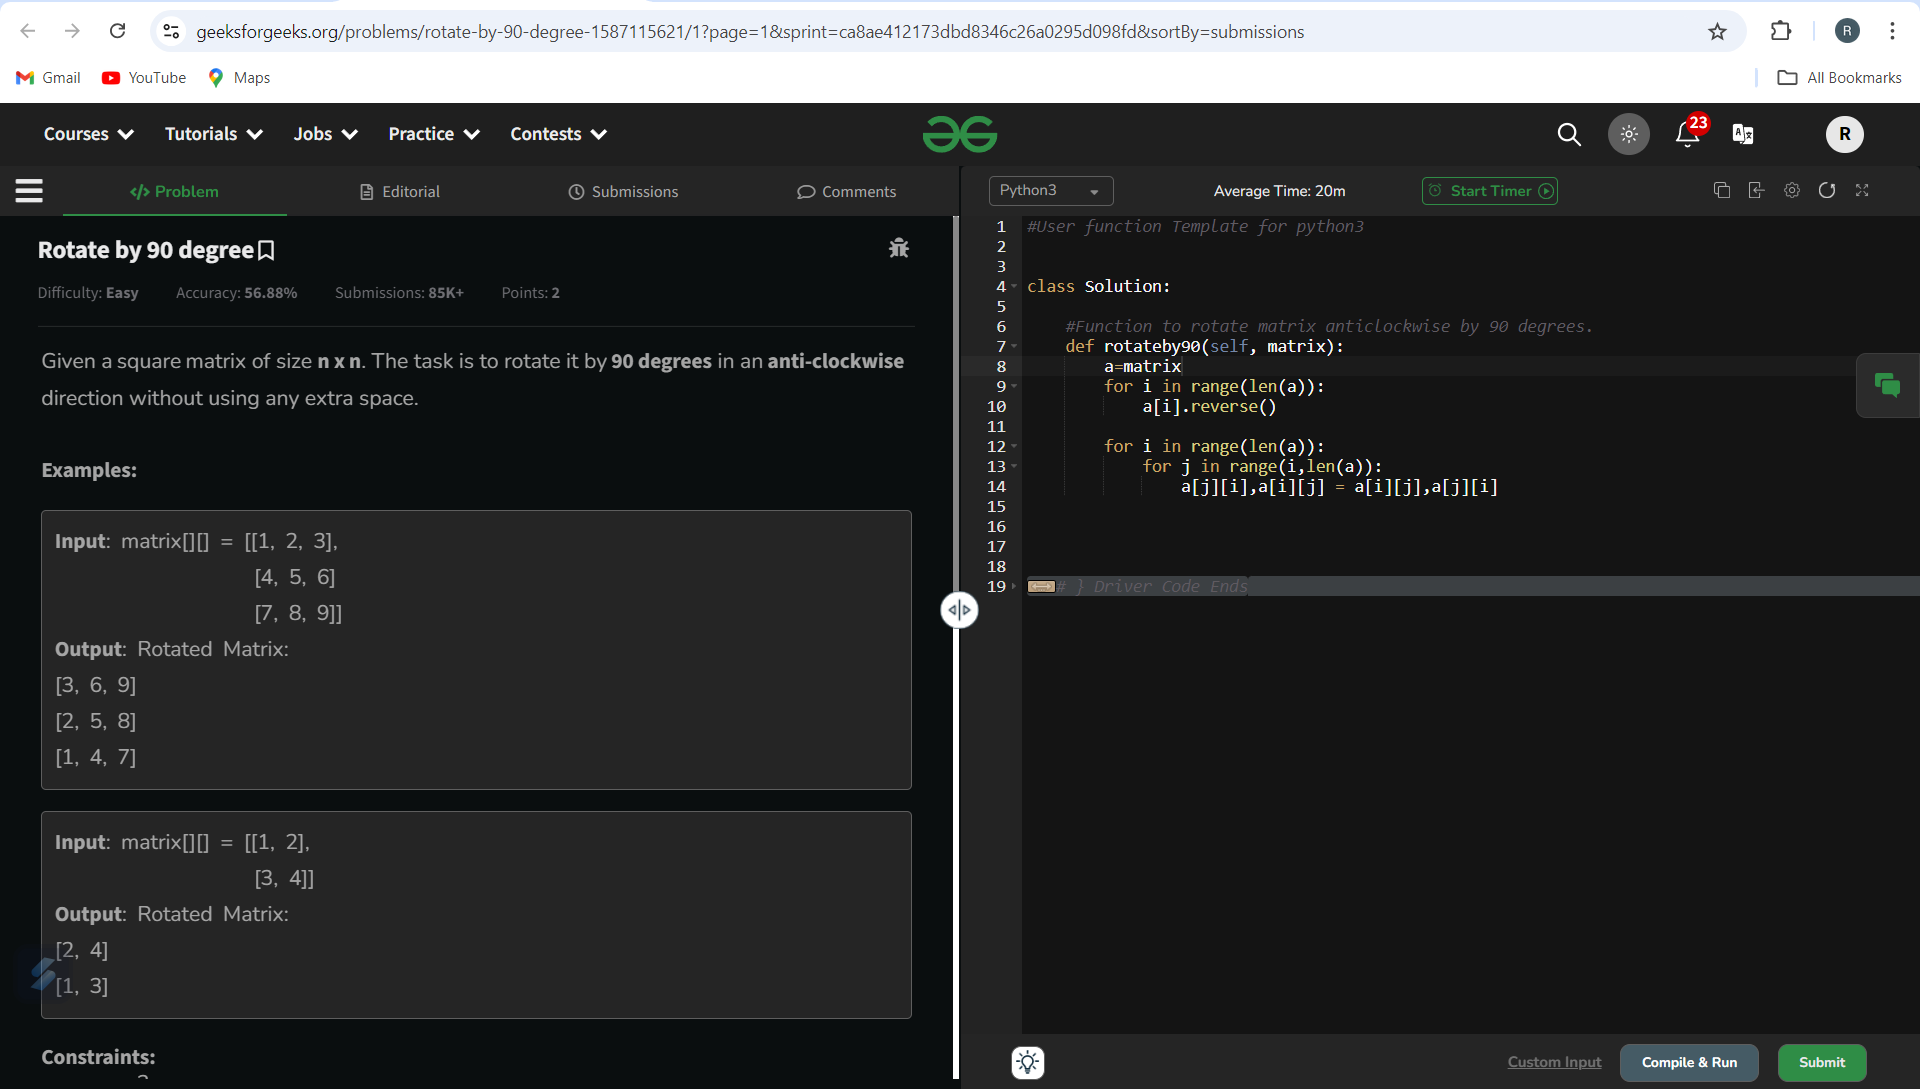 geeksforgeeks.org/problems/rotate-by-90-degree-1587115621/1?page=1&sprint=ca8ae412173dbd8346c26a0295d098fd&sortBy=submissions
R
Gmail YouTube Maps All Bookmarks
Courses Tutorials Jobs Practice Contests 23 R
</> Problem Editorial Submissions Comments
Python3 Average Time: 20m Start Timer
Rotate by 90 degree
Difficulty: Easy Accuracy: 56.88% Submissions: 85K+ Points: 2
Given a square matrix of size n x n. The task is to rotate it by 90 degrees in an anti-clockwise
direction without using any extra space.
Examples:
Input: matrix[][] = [[1, 2, 3],
[4, 5, 6]
[7, 8, 9]]
Output: Rotated Matrix:
[3, 6, 9]
[2, 5, 8]
[1, 4, 7]
Input: matrix[][] = [[1, 2],
[3, 4]]
Output: Rotated Matrix:
[2, 4]
[1, 3]
Constraints:
1 #User function Template for python3
2
3
4 class Solution:
5
6 #Function to rotate matrix anticlockwise by 90 degrees.
7 def rotateby90(self, matrix):
8 a=matrix
9 for i in range(len(a)):
10 a[i].reverse()
11
12 for i in range(len(a)):
13 for j in range(i,len(a)):
14 a[j][i],a[i][j] = a[i][j],a[j][i]
15
16
17
18
19 # } Driver Code Ends
Custom Input Compile & Run Submit